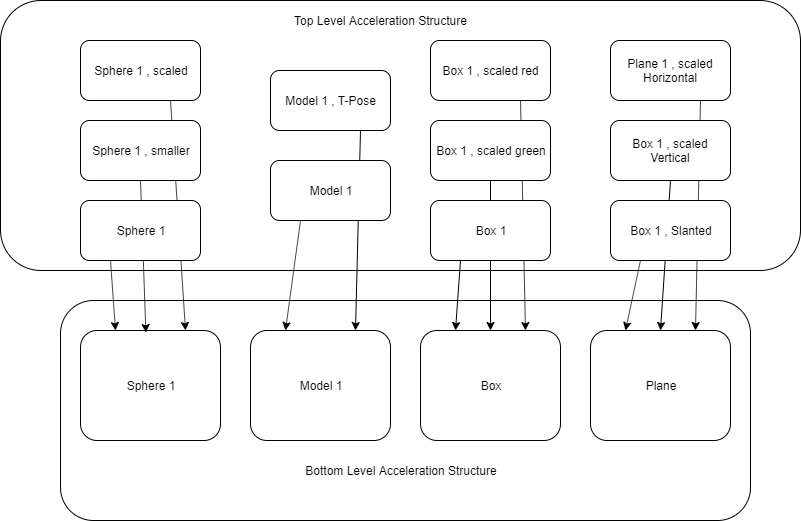 Top Level Acceleration Structure
Sphere 1 , scaled
Model 1 , T-Pose
Box 1 , scaled red
Plane 1 , scaled
Horizontal
Sphere 1 , smaller
Model 1
Box 1 , scaled green
Box 1 , scaled
Vertical
Sphere 1
Box 1
Box 1 , Slanted
Sphere 1
Model 1
Box
Plane
Bottom Level Acceleration Structure